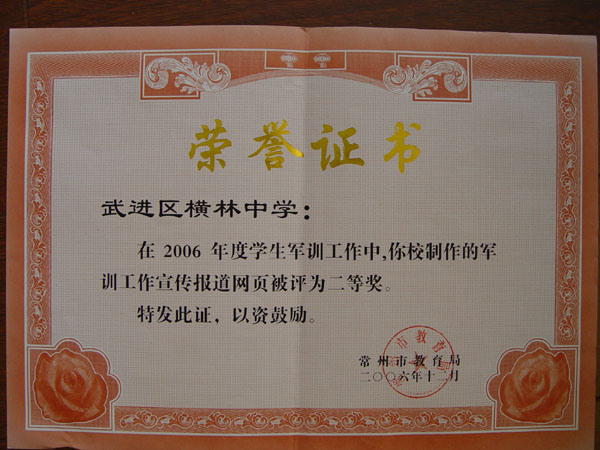 荣誉证书
武进区横林中学：
在 2006 年度学生军训工作中,你校制作的军
训工作宣传报道网页被评为二等奖。
特发此证，以资鼓励。
常州市教育局
二〇〇六年十二月